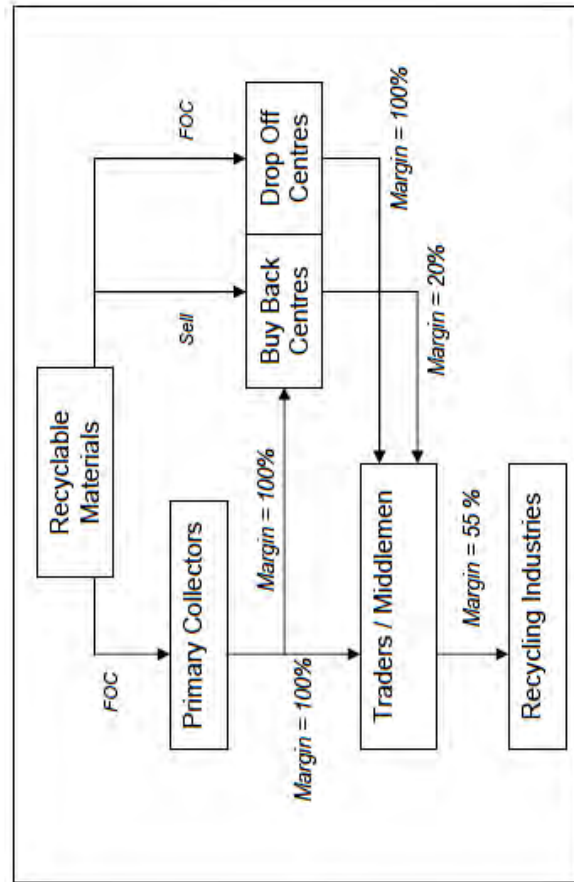 Recyclable
Materials
FOC
Sell
FOC
Primary Collectors
Buy Back
Centres
Drop Off
Centres
Margin = 100%
Margin = 100%
Margin = 100%
Margin = 20%
Traders / Middlemen
Margin = 55 %
Recycling Industries